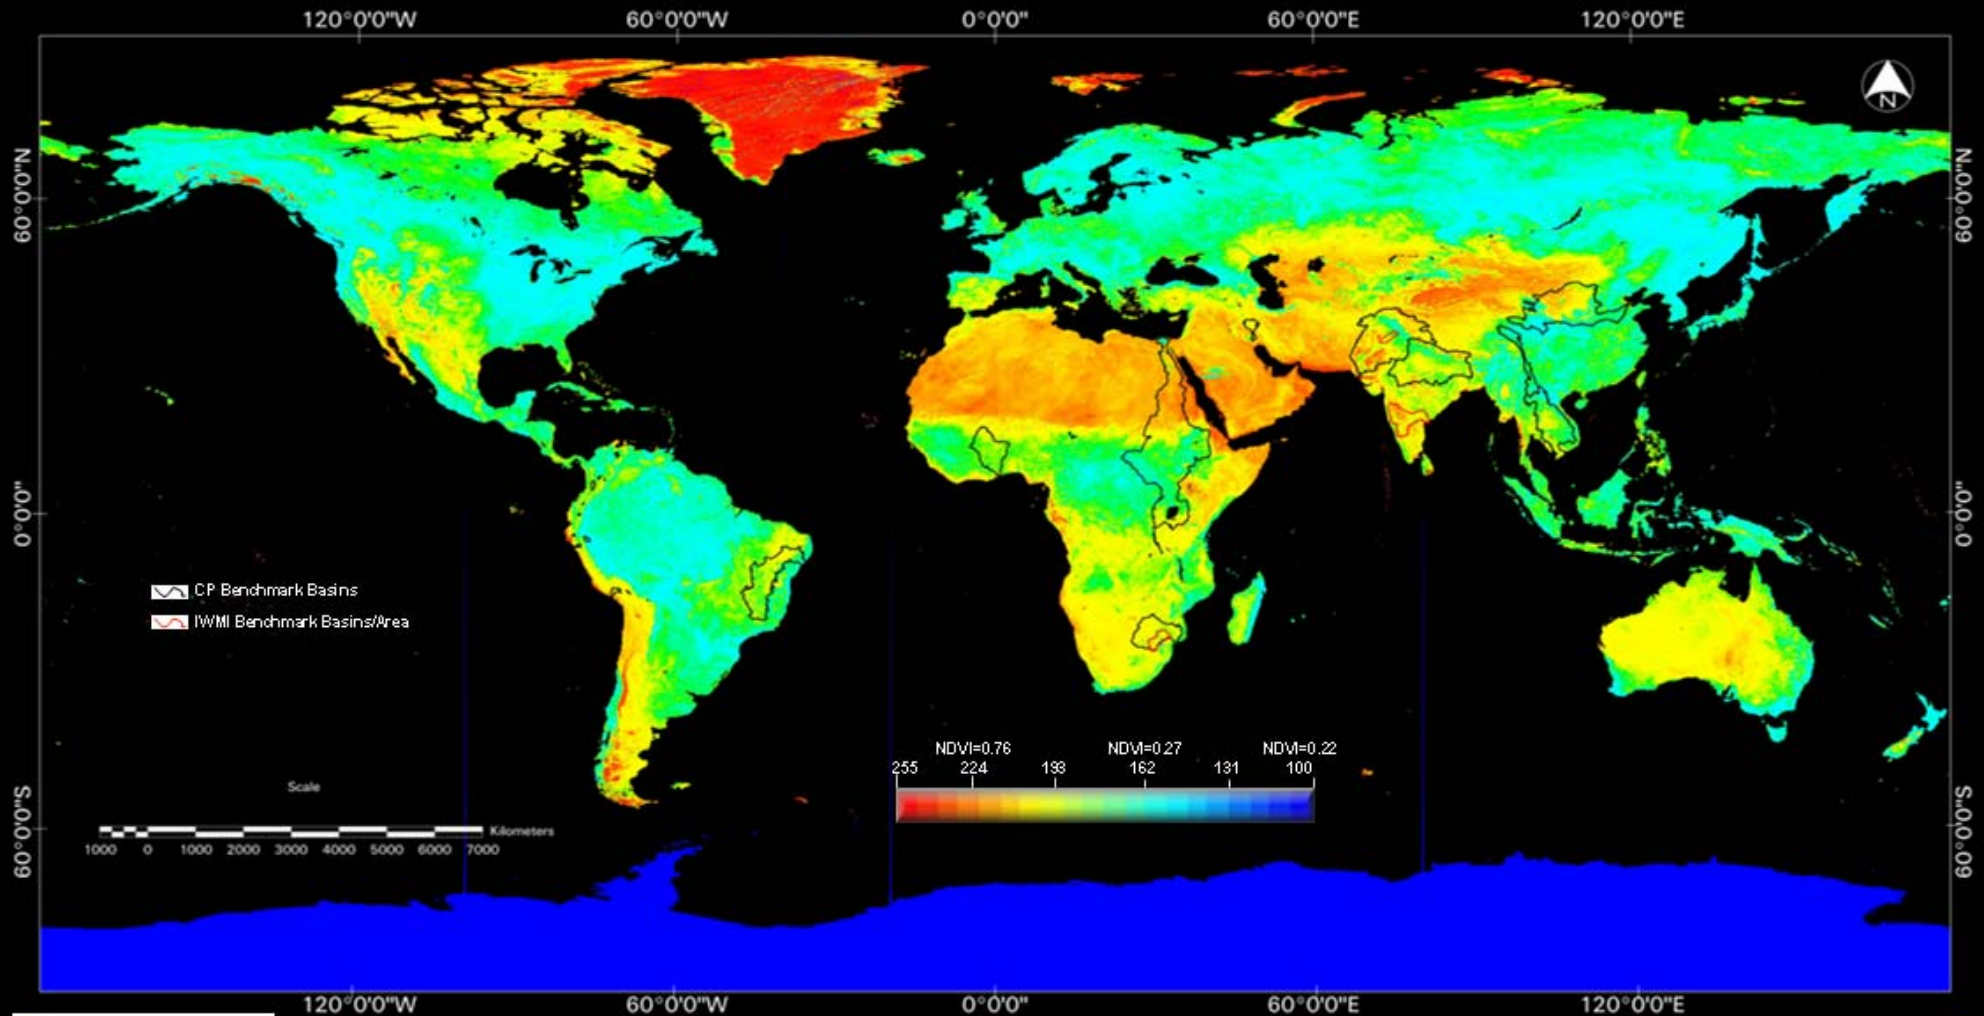 120°0'0"W 60°0'0"W 0°0'0" 60°0'0"E 120°0'0"E
N
60°0'0"N 60°0'0"N
0°0'0" 0°0'0"
CP Benchmark Basins
IWMI Benchmark Basins/Area
NDVI=0.76 NDVI=0.27 NDVI=0.22
255 224 193 162 131 100
Scale
Kilometers
1000 0 1000 2000 3000 4000 5000 6000 7000
60°0'0"S 60°0'0"S
120°0'0"W 60°0'0"W 0°0'0" 60°0'0"E 120°0'0"E